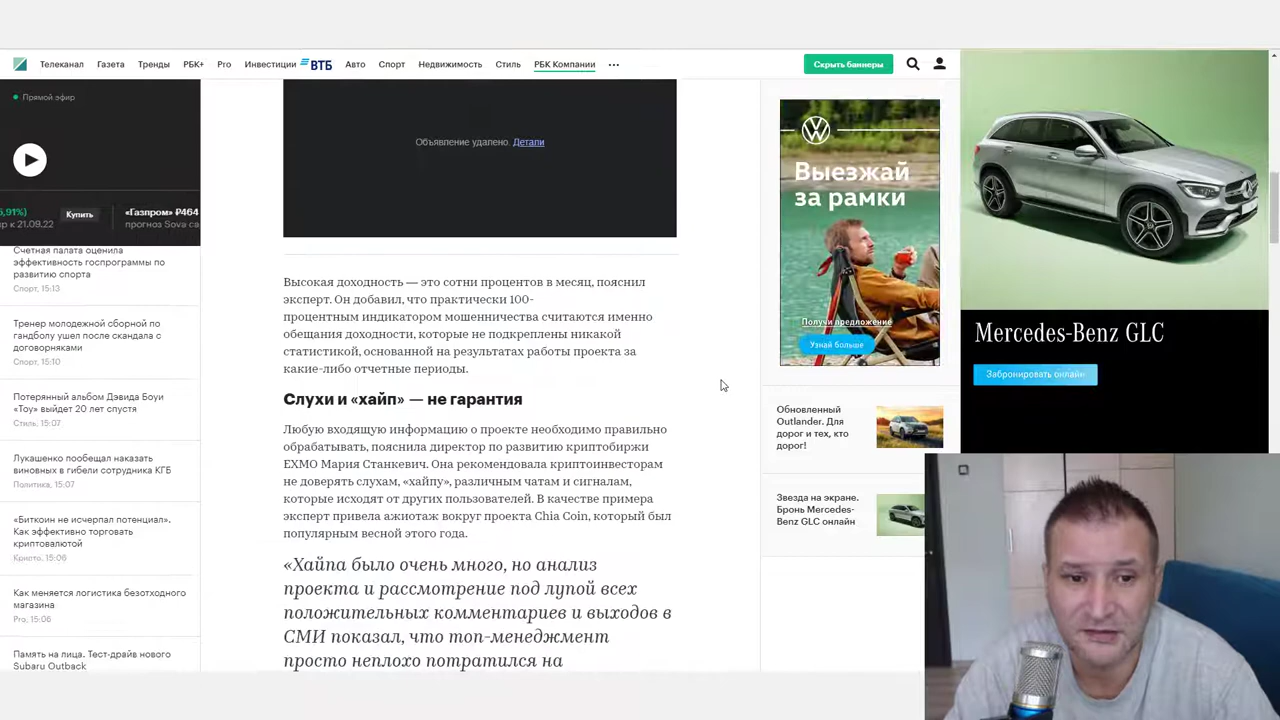 Телеканал Газета Тренды РБК+ Pro Инвестиции ВТБ Авто Спорт Недвижимость Стиль РБК Компании ...
Скрыть баннеры
Прямой эфир
5,91%)
Купить
«Газпром» ₽464
р к 21.09.22
прогноз Sova ca
Счетная палата оценила
эффективность госпрограммы по
развитию спорта
Спорт, 15:13
Тренер молодежной сборной по
гандболу ушел после скандала с
договорняками
Спорт, 15:10
Потерянный альбом Дэвида Боуи
«Toy» выйдет 20 лет спустя
Стиль, 15:07
Лукашенко пообещал наказать
виновных в гибели сотрудника КГБ
Политика, 15:07
«Биткоин не исчерпал потенциал».
Как эффективно торговать
криптовалютой
Крипто, 15:06
Как меняется логистика безотходного
магазина
Pro, 15:06
Память на лица. Тест-драйв нового
Subaru Outback
Объявление удалено. Детали
Высокая доходность — это сотни процентов в месяц, пояснил
эксперт. Он добавил, что практически 100-
процентным индикатором мошенничества считаются именно
обещания доходности, которые не подкреплены никакой
статистикой, основанной на результатах работы проекта за
какие-либо отчетные периоды.
Слухи и «хайп» — не гарантия
Любую входящую информацию о проекте необходимо правильно
обрабатывать, пояснила директор по развитию криптобиржи
EXMO Мария Станкевич. Она рекомендовала криптоинвесторам
не доверять слухам, «хайпу», различным чатам и сигналам,
которые исходят от других пользователей. В качестве примера
эксперт привела ажиотаж вокруг проекта Chia Coin, который был
популярным весной этого года.
«Хайпа было очень много, но анализ
проекта и рассмотрение под лупой всех
положительных комментариев и выходов в
СМИ показал, что топ-менеджмент
просто неплохо потратился на
Выезжай
за рамки
Получи предложение
Узнай больше
Обновленный
Outlander. Для
дорог и тех, кто
дорог!
Звезда на экране.
Бронь Mercedes-
Benz GLC онлайн
Mercedes-Benz GLC
Забронировать онлайн